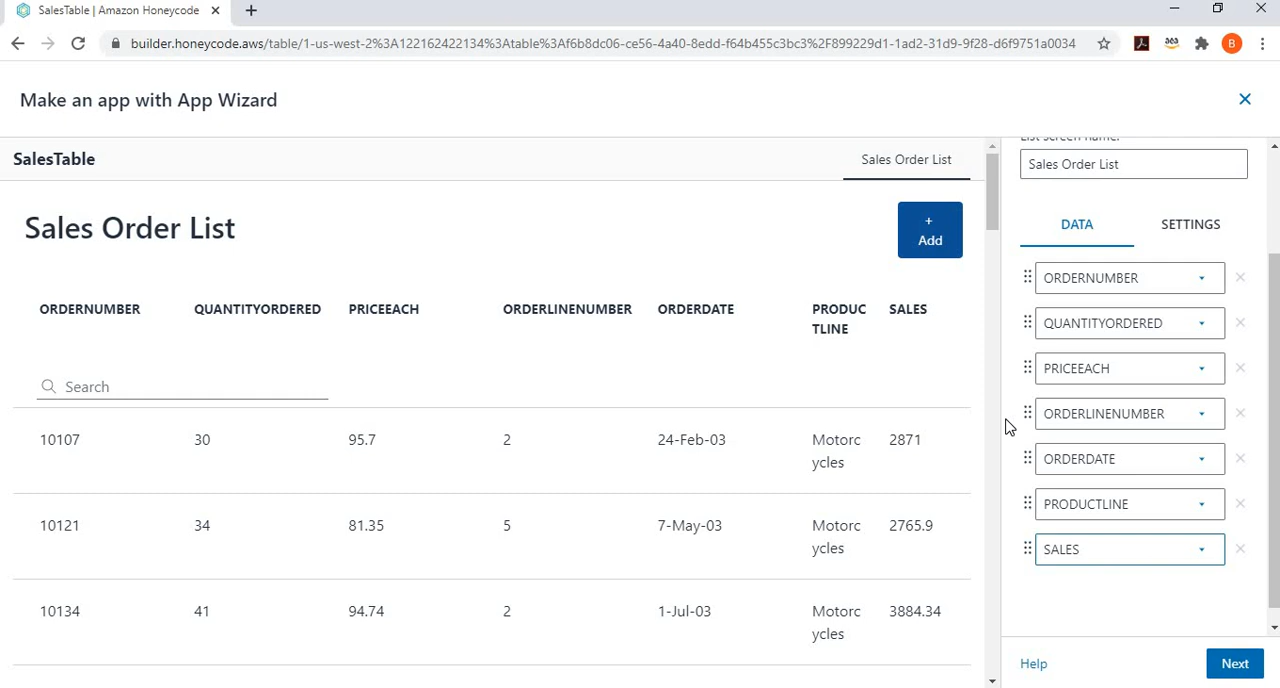 SalesTable | Amazon Honeycode
builder.honeycode.aws/table/1-us-west-2%3A122162422134%3Atable%3Af6b8dc06-ce56-4a40-8edd-f64b455c3bc3%2F899229d1-1ad2-31d9-9f28-d6f9751a0034
B
Make an app with App Wizard
SalesTable
Sales Order List
Sales Order List
+
Add
ORDERNUMBER QUANTITYORDERED PRICEEACH ORDERLINENUMBER ORDERDATE PRODUC SALES
TLINE
Search
10107 30 95.7 2 24-Feb-03 Motorc 2871
ycles
10121 34 81.35 5 7-May-03 Motorc 2765.9
ycles
10134 41 94.74 2 1-Jul-03 Motorc 3884.34
ycles
List screen name:
Sales Order List
DATA SETTINGS
ORDERNUMBER
QUANTITYORDERED
PRICEEACH
ORDERLINENUMBER
ORDERDATE
PRODUCTLINE
SALES
Help
Next